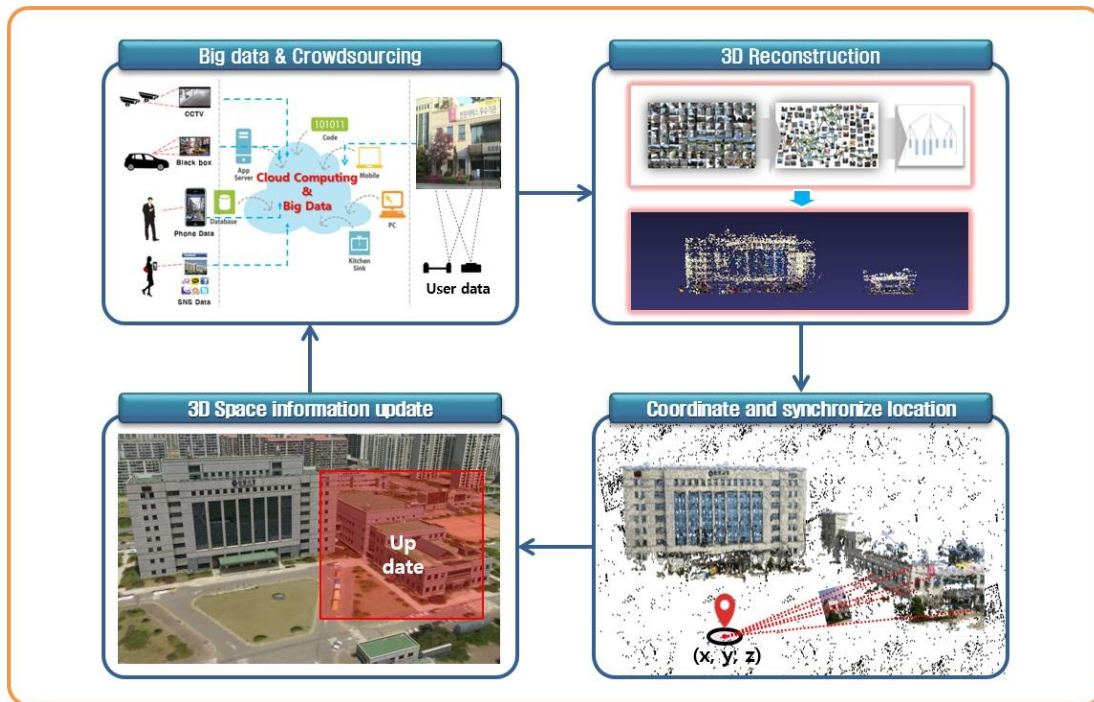 Big data & Crowdsourcing
CCTV
Black box
Phone Data
SNS Data
101011
Code
App
Server
Mobile
Cloud Computing
&
Big Data
Database
PC
Kitchen
Sink
User data
3D Reconstruction
3D Space information update
Up
date
Coordinate and synchronize location
(x, y, z)